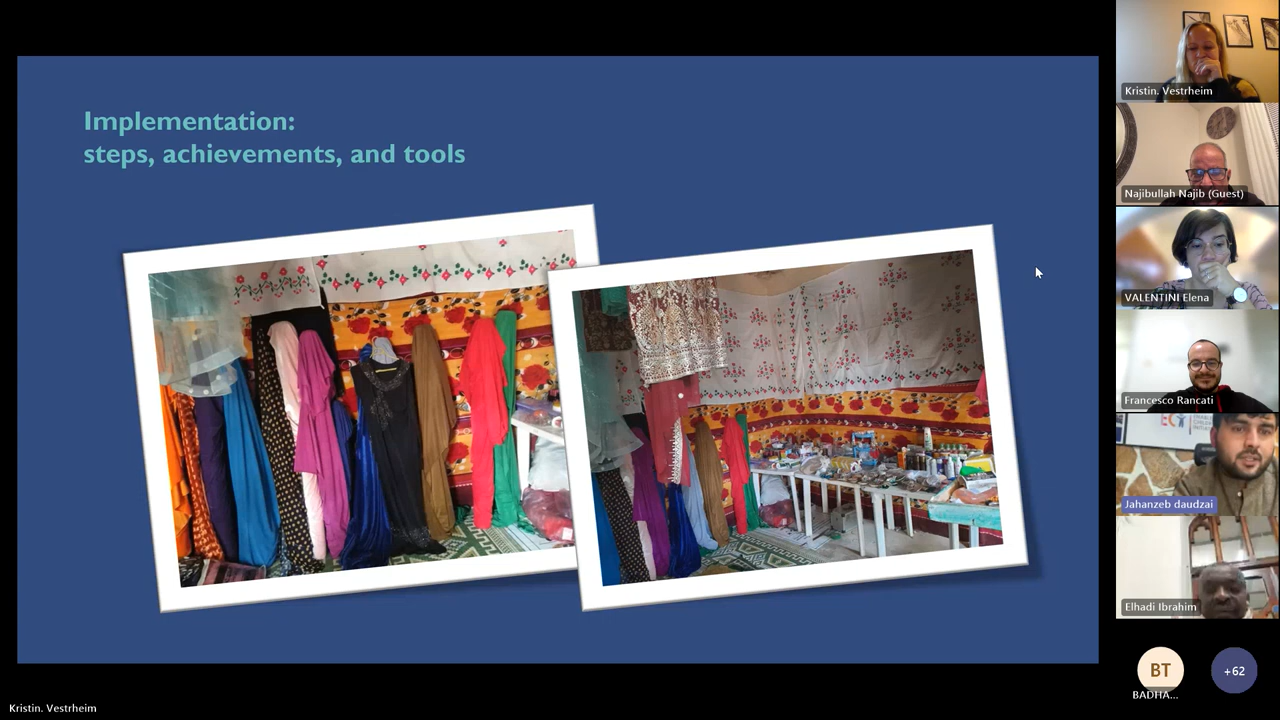 Implementation:
steps, achievements, and tools
Kristin. Vestrheim
Najibullah Najib (Guest)
VALENTINI Elena
Francesco Rancati
Jahanzeb daudzai
Elhadi Ibrahim
BT
+62
BADHA...
Kristin. Vestrheim